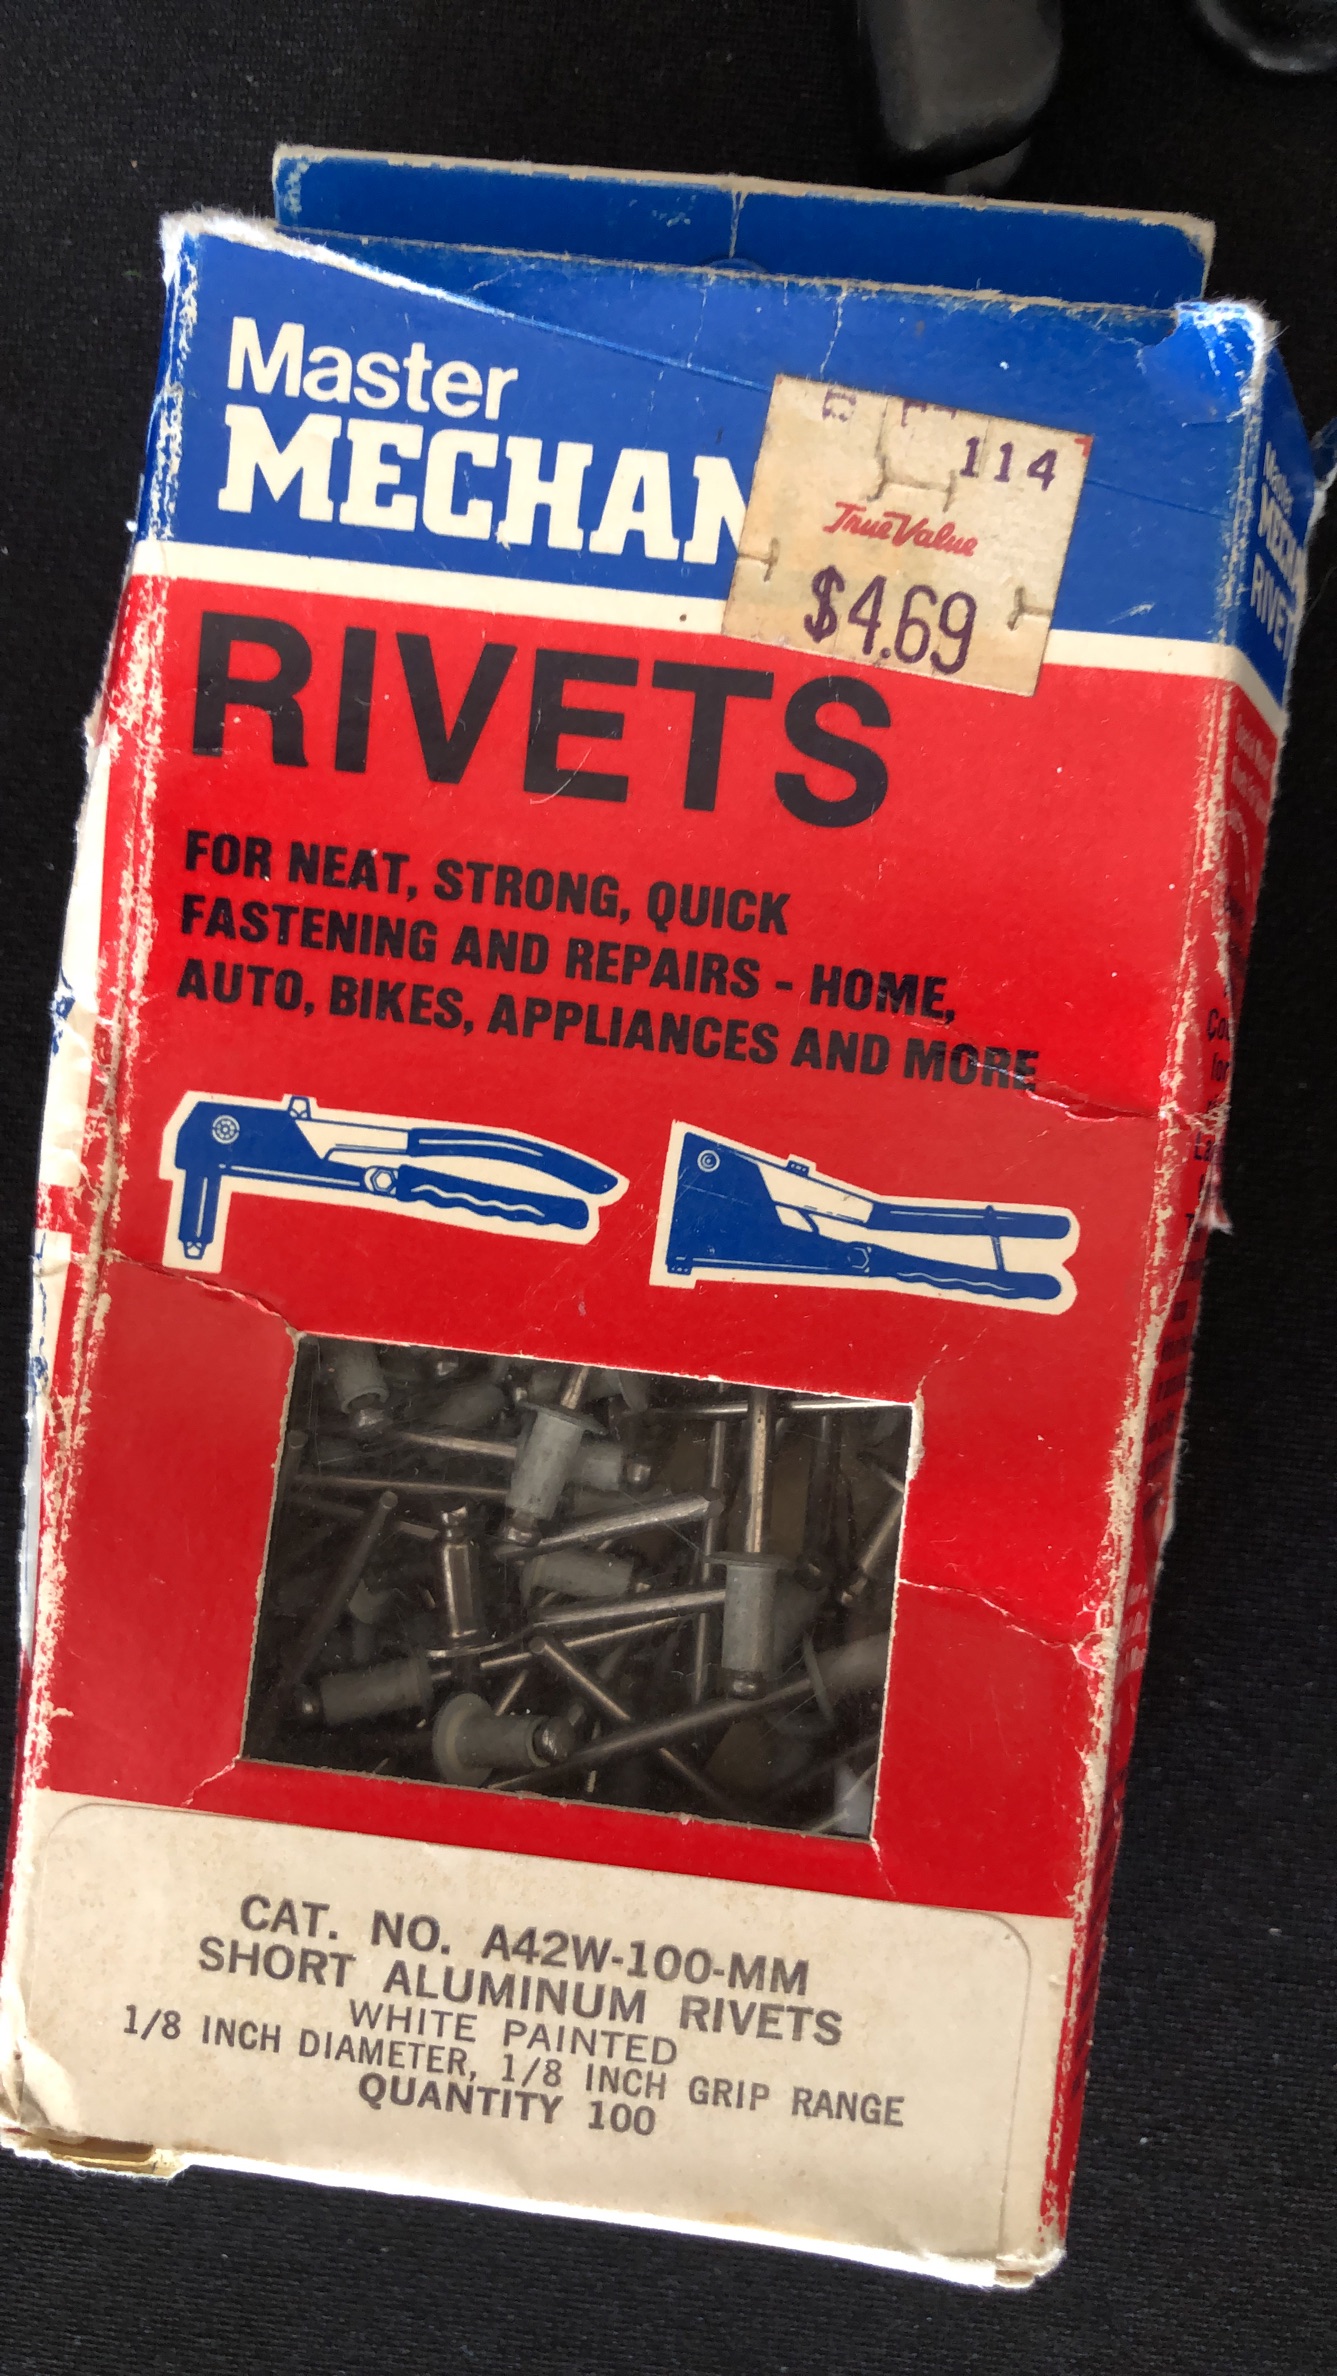 Master
MECHAN
114
True Value
$4.69
RIVETS
FOR NEAT, STRONG, QUICK
FASTENING AND REPAIRS - HOME,
AUTO, BIKES, APPLIANCES AND MORE
CAT. NO. A42W-100-MM
SHORT ALUMINUM RIVETS
WHITE PAINTED
1/8 INCH DIAMETER, 1/8 INCH GRIP RANGE
QUANTITY 100
Master